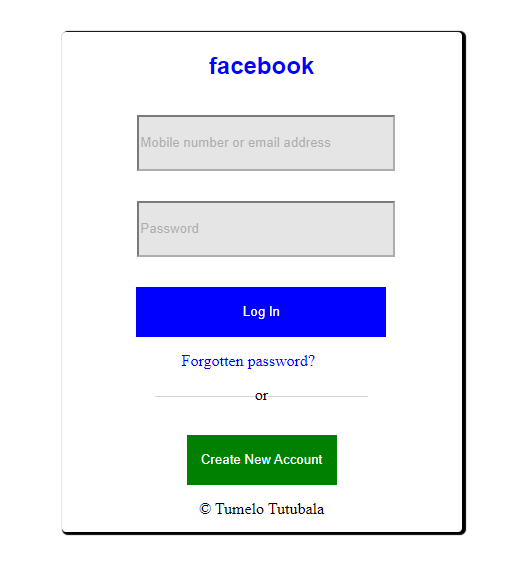 facebook
Mobile number or email address
Password
Log In
Forgotten password?
or
Create New Account
© Tumelo Tutubala